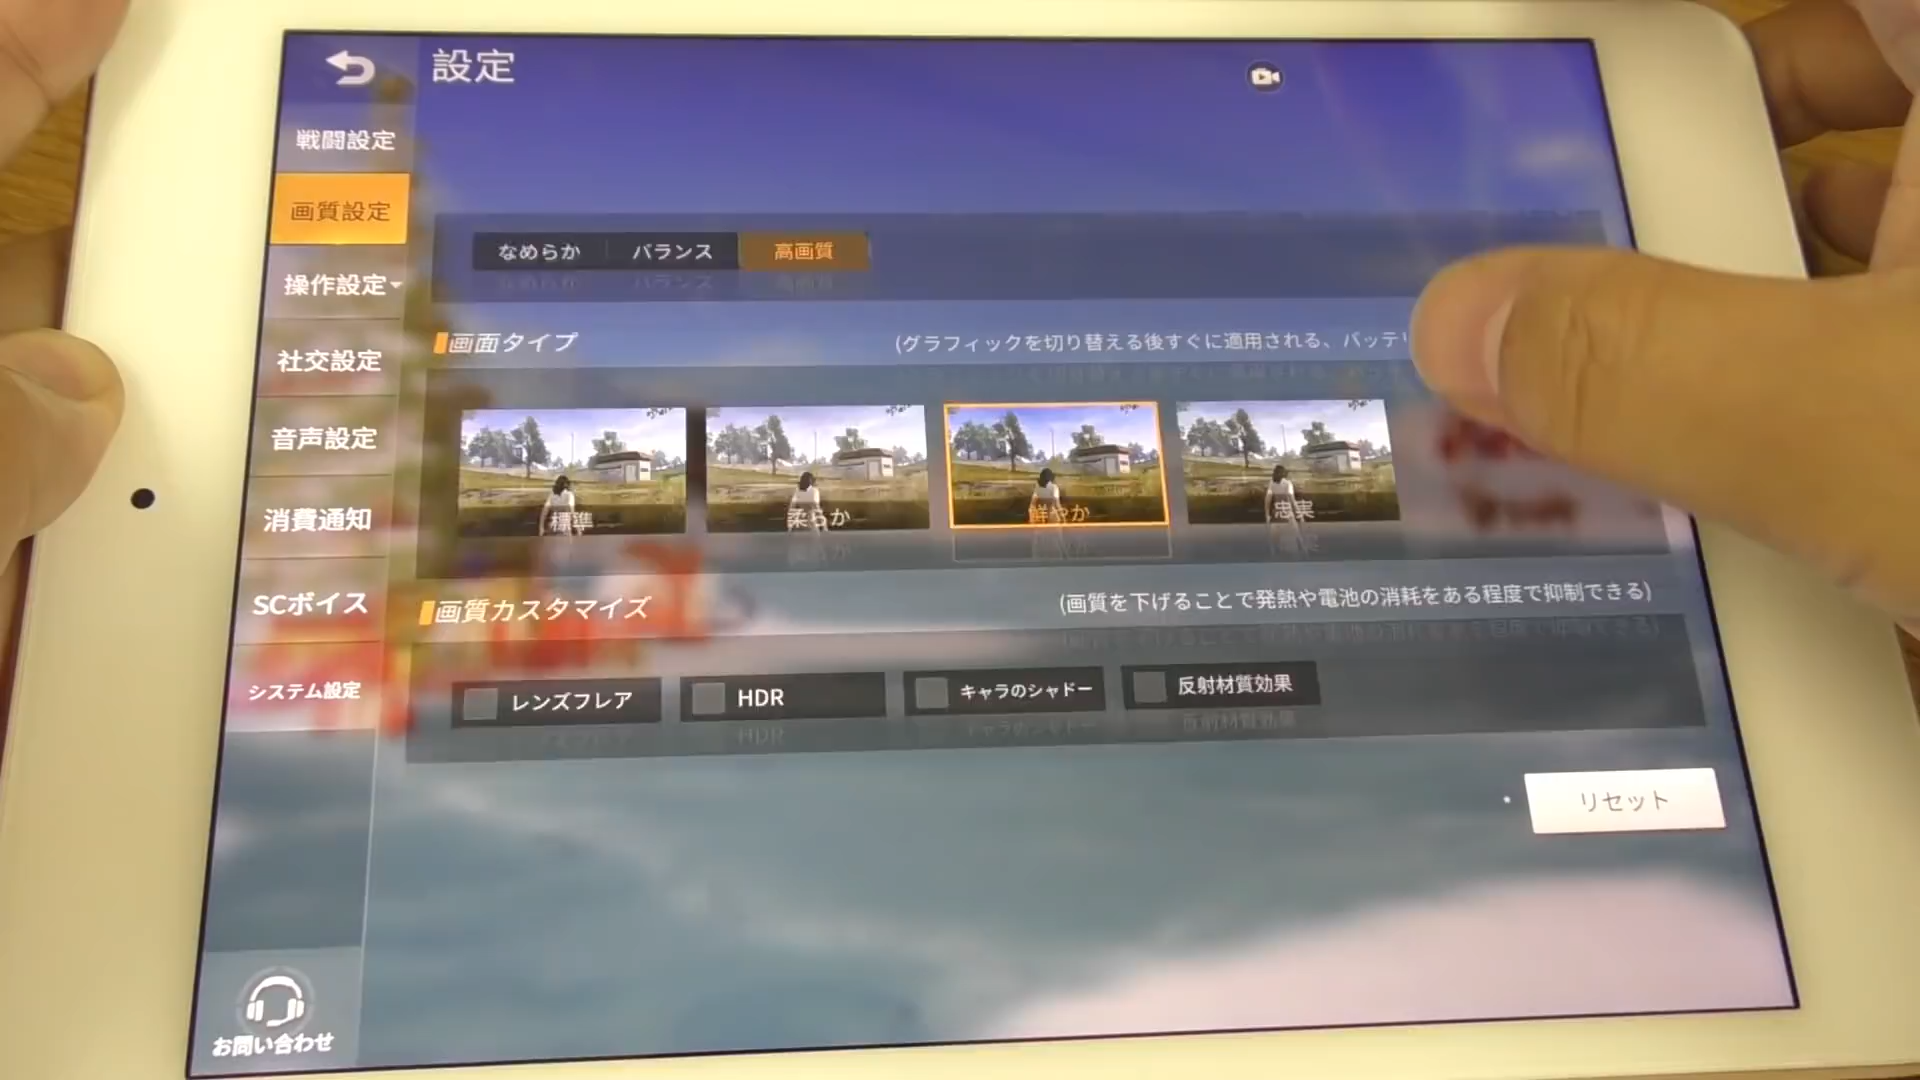 設定
戦闘設定
画質設定
操作設定
社交設定
音声設定
消費通知
SCボイス
システム設定
お問い合わせ
なめらか バランス 高画質
画面タイプ
(グラフィックを切り替える後すぐに適用される、バッテリ
標準 柔らか 鮮やか 忠実
画質カスタマイズ
(画質を下げることで発熱や電池の消耗をある程度で抑制できる)
レンズフレア HDR キャラのシャドー 反射材質効果
リセット